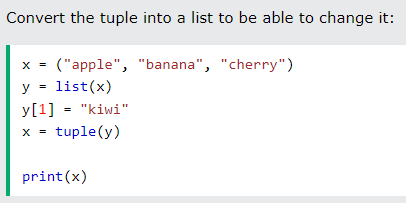 Convert the tuple into a list to be able to change it:
x = ("apple", "banana", "cherry")
y = list(x)
y[1] = "kiwi"
x = tuple(y)
print(x)